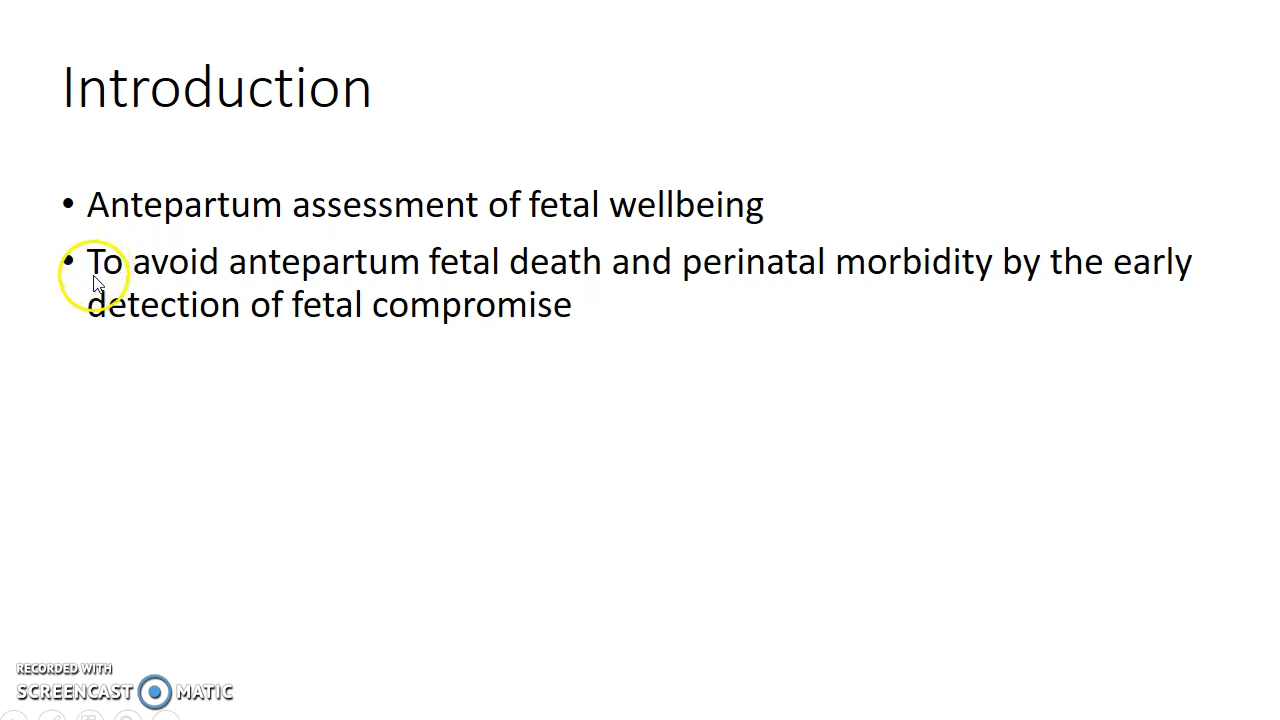 Introduction
• Antepartum assessment of fetal wellbeing
• To avoid antepartum fetal death and perinatal morbidity by the early
detection of fetal compromise
RECORDED WITH
SCREENCAST MATIC